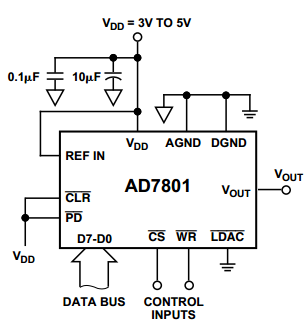 VDD = 3V TO 5V
0.1µF 10µF
VDD AGND DGND
REF IN
AD7801
VOUT VOUT
CLR
PD
D7-D0 CS WR LDAC
VDD
DATA BUS CONTROL
INPUTS